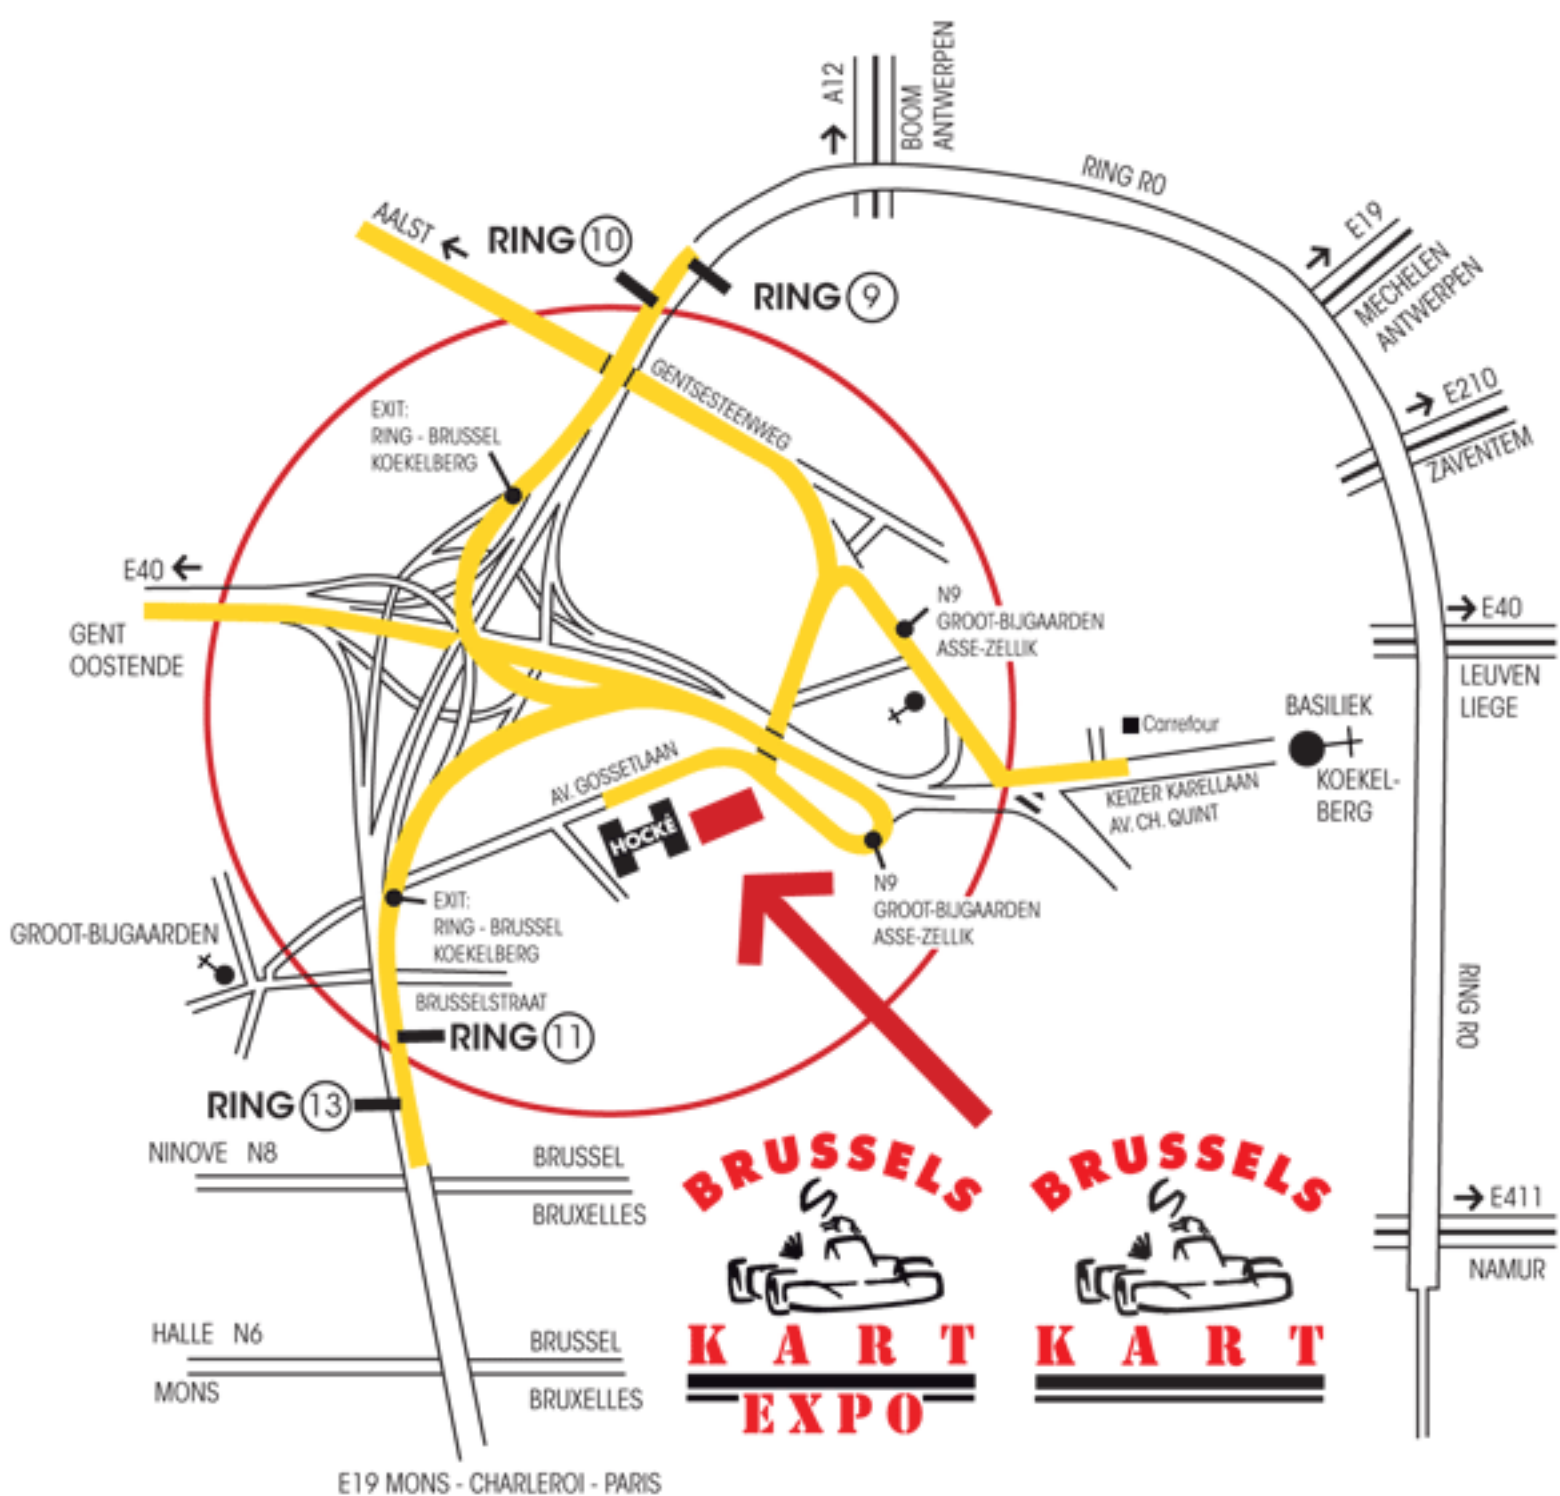 A12
BOOM
ANTWERPEN
RING R0
E19
MECHELEN
ANTWERPEN
AALST
RING 10
RING 9
GENTSESTEENWEG
E210
ZAVENTEM
EXIT:
RING - BRUSSEL
KOEKELBERG
E40
GENT
OOSTENDE
N9
GROOT-BIJGAARDEN
ASSE-ZELLIK
E40
LEUVEN
LIEGE
BASILIEK
KOEKEL-
BERG
Carrefour
KEIZER KARELLAAN
AV. CH. QUINT
AV. GOSSETLAAN
HOCKÉ
N9
GROOT-BIJGAARDEN
ASSE-ZELLIK
EXIT:
RING - BRUSSEL
KOEKELBERG
GROOT-BIJGAARDEN
BRUSSELSTRAAT
RING 11
RING R0
RING 13
NINOVE N8
BRUSSEL
BRUXELLES
BRUSSELS
KART
EXPO
BRUSSELS
KART
E411
NAMUR
HALLE N6
MONS
BRUSSEL
BRUXELLES
E19 MONS - CHARLEROI - PARIS